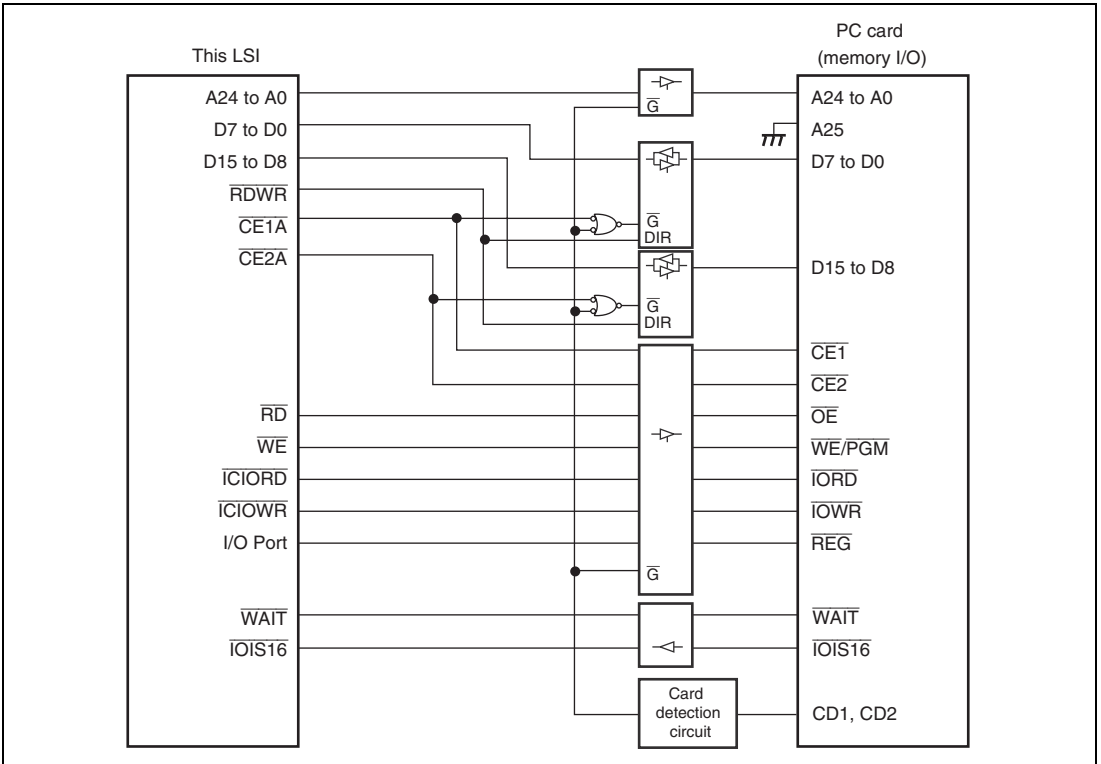 This LSI
PC card
(memory I/O)
A24 to A0
D7 to D0
D15 to D8
RDWR
CE1A
CE2A
RD
WE
ICIORD
ICIOWR
I/O Port
WAIT
IOIS16
G
G
DIR
G
DIR
G
Card
detection
circuit
A24 to A0
A25
D7 to D0
D15 to D8
CE1
CE2
OE
WE/PGM
IORD
IOWR
REG
WAIT
IOIS16
CD1, CD2